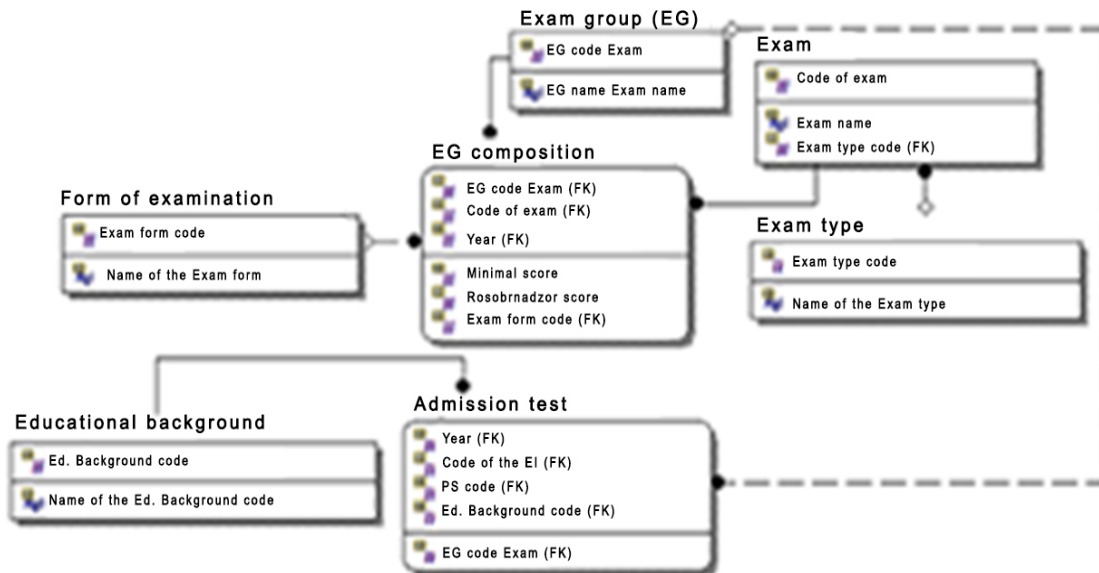 Exam group (EG)
EG code Exam
EG name Exam name
Exam
Code of exam
Exam name
Exam type code (FK)
EG composition
EG code Exam (FK)
Code of exam (FK)
Year (FK)
Minimal score
Rosobrnadzor score
Exam form code (FK)
Form of examination
Exam form code
Name of the Exam form
Exam type
Exam type code
Name of the Exam type
Educational background
Ed. Background code
Name of the Ed. Background code
Admission test
Year (FK)
Code of the EI (FK)
PS code (FK)
Ed. Background code (FK)
EG code Exam (FK)